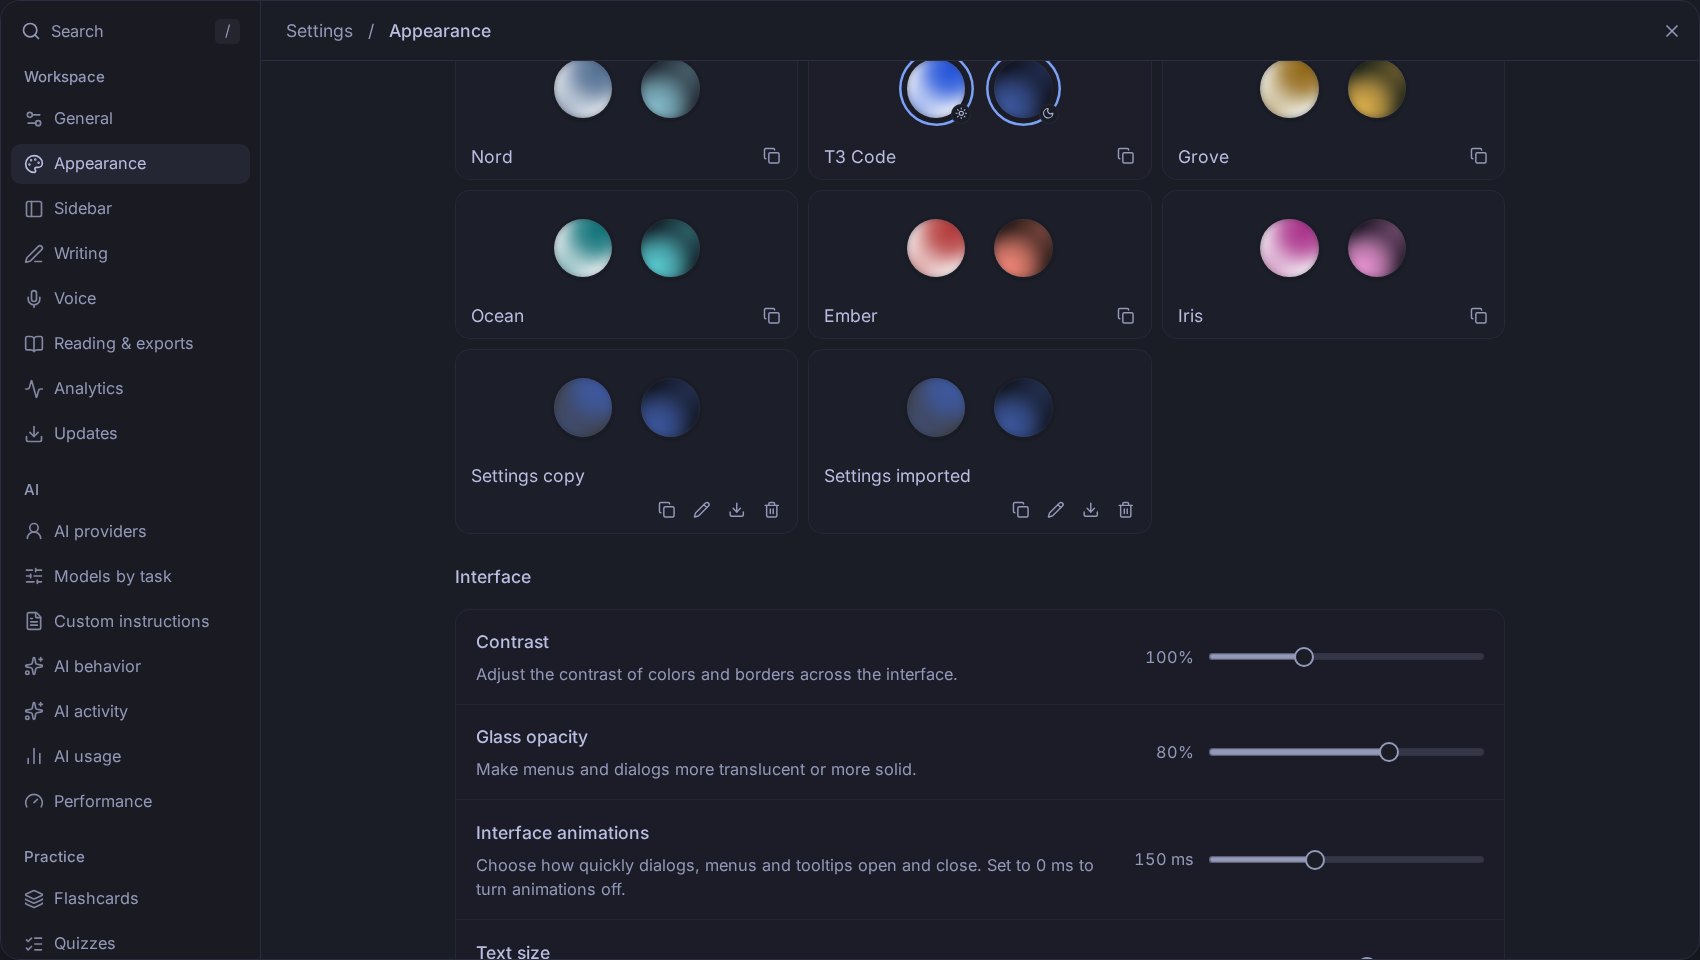 Search
/
Workspace
General
Appearance
Sidebar
Writing
Voice
Reading & exports
Analytics
Updates
AI
AI providers
Models by task
Custom instructions
AI behavior
AI activity
AI usage
Performance
Practice
Flashcards
Quizzes
Settings / Appearance
Nord
T3 Code
Grove
Ocean
Ember
Iris
Settings copy
Settings imported
Interface
Contrast
Adjust the contrast of colors and borders across the interface.
100%
Glass opacity
Make menus and dialogs more translucent or more solid.
80%
Interface animations
Choose how quickly dialogs, menus and tooltips open and close. Set to 0 ms to
turn animations off.
150 ms
Text size